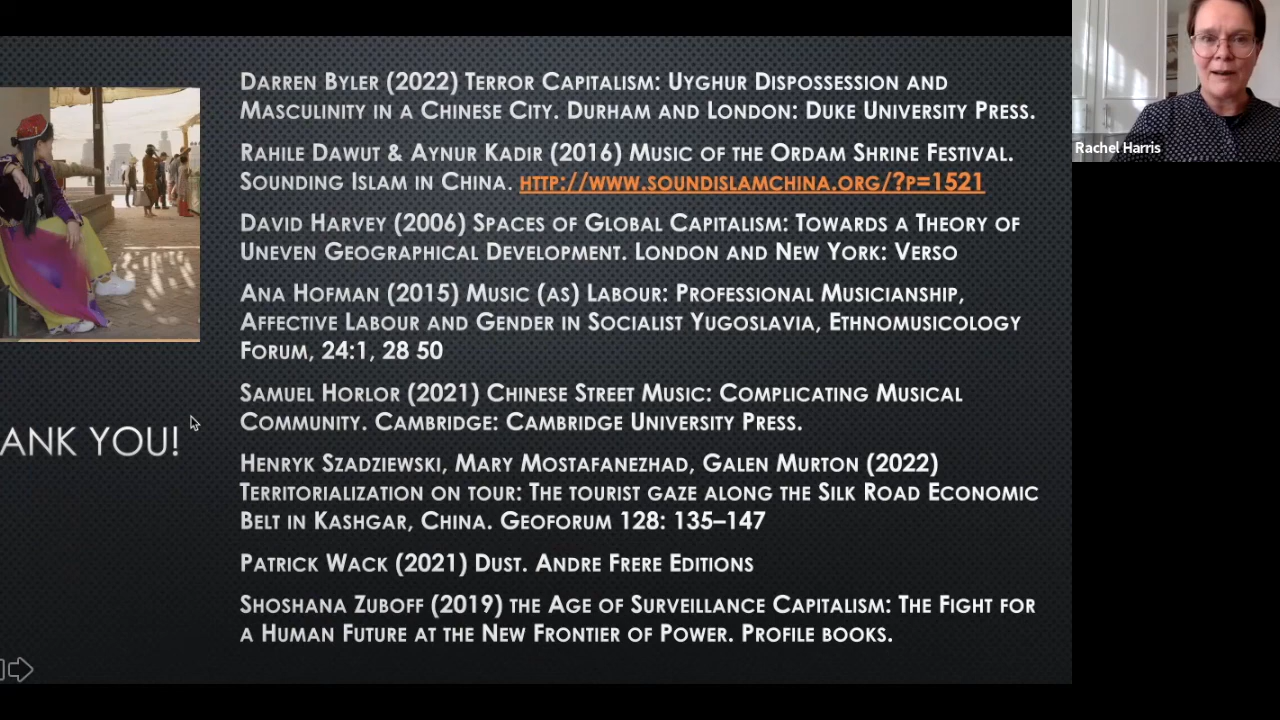 DARREN BYLER (2022) TERROR CAPITALISM: UYGHUR DISPOSSESSION AND
MASCULINITY IN A CHINESE CITY. DURHAM AND LONDON: DUKE UNIVERSITY PRESS.
RAHILE DAWUT & AYNUR KADIR (2016) MUSIC OF THE ORDAM SHRINE FESTIVAL.
SOUNDING ISLAM IN CHINA. HTTP://WWW.SOUNDISLAMCHINA.ORG/?P=1521
DAVID HARVEY (2006) SPACES OF GLOBAL CAPITALISM: TOWARDS A THEORY OF
UNEVEN GEOGRAPHICAL DEVELOPMENT. LONDON AND NEW YORK: VERSO
ANA HOFMAN (2015) MUSIC (AS) LABOUR: PROFESSIONAL MUSICIANSHIP,
AFFECTIVE LABOUR AND GENDER IN SOCIALIST YUGOSLAVIA, ETHNOMUSICOLOGY
FORUM, 24:1, 28 50
SAMUEL HORLOR (2021) CHINESE STREET MUSIC: COMPLICATING MUSICAL
COMMUNITY. CAMBRIDGE: CAMBRIDGE UNIVERSITY PRESS.
HENRYK SZADZIEWSKI, MARY MOSTAFANEZHAD, GALEN MURTON (2022)
TERRITORIALIZATION ON TOUR: THE TOURIST GAZE ALONG THE SILK ROAD ECONOMIC
BELT IN KASHGAR, CHINA. GEOFORUM 128: 135–147
PATRICK WACK (2021) DUST. ANDRE FRERE EDITIONS
SHOSHANA ZUBOFF (2019) THE AGE OF SURVEILLANCE CAPITALISM: THE FIGHT FOR
A HUMAN FUTURE AT THE NEW FRONTIER OF POWER. PROFILE BOOKS.
ANK YOU!
Rachel Harris